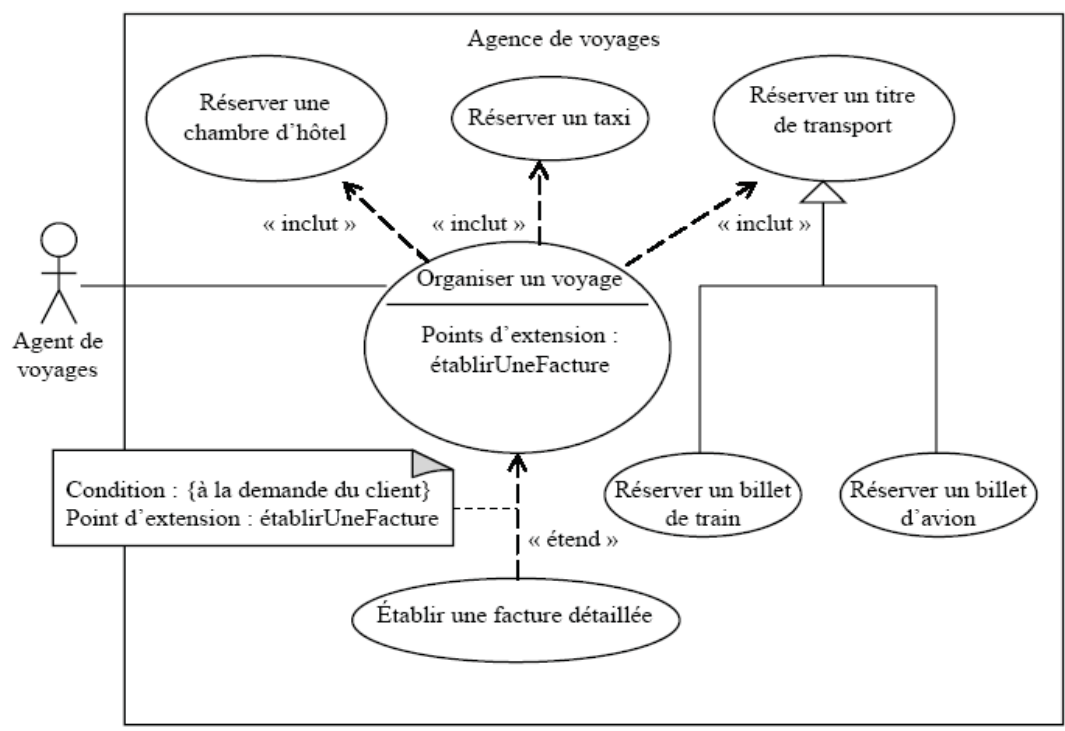 Agence de voyages
Réserver une
chambre d'hôtel
Réserver un taxi
Réserver un titre
de transport
« inclut »
« inclut »
« inclut »
Organiser un voyage
Points d'extension :
établirUneFacture
Agent de
voyages
Condition : {à la demande du client}
Point d'extension : établirUneFacture
« étend »
Réserver un billet
de train
Réserver un billet
d'avion
Établir une facture détaillée